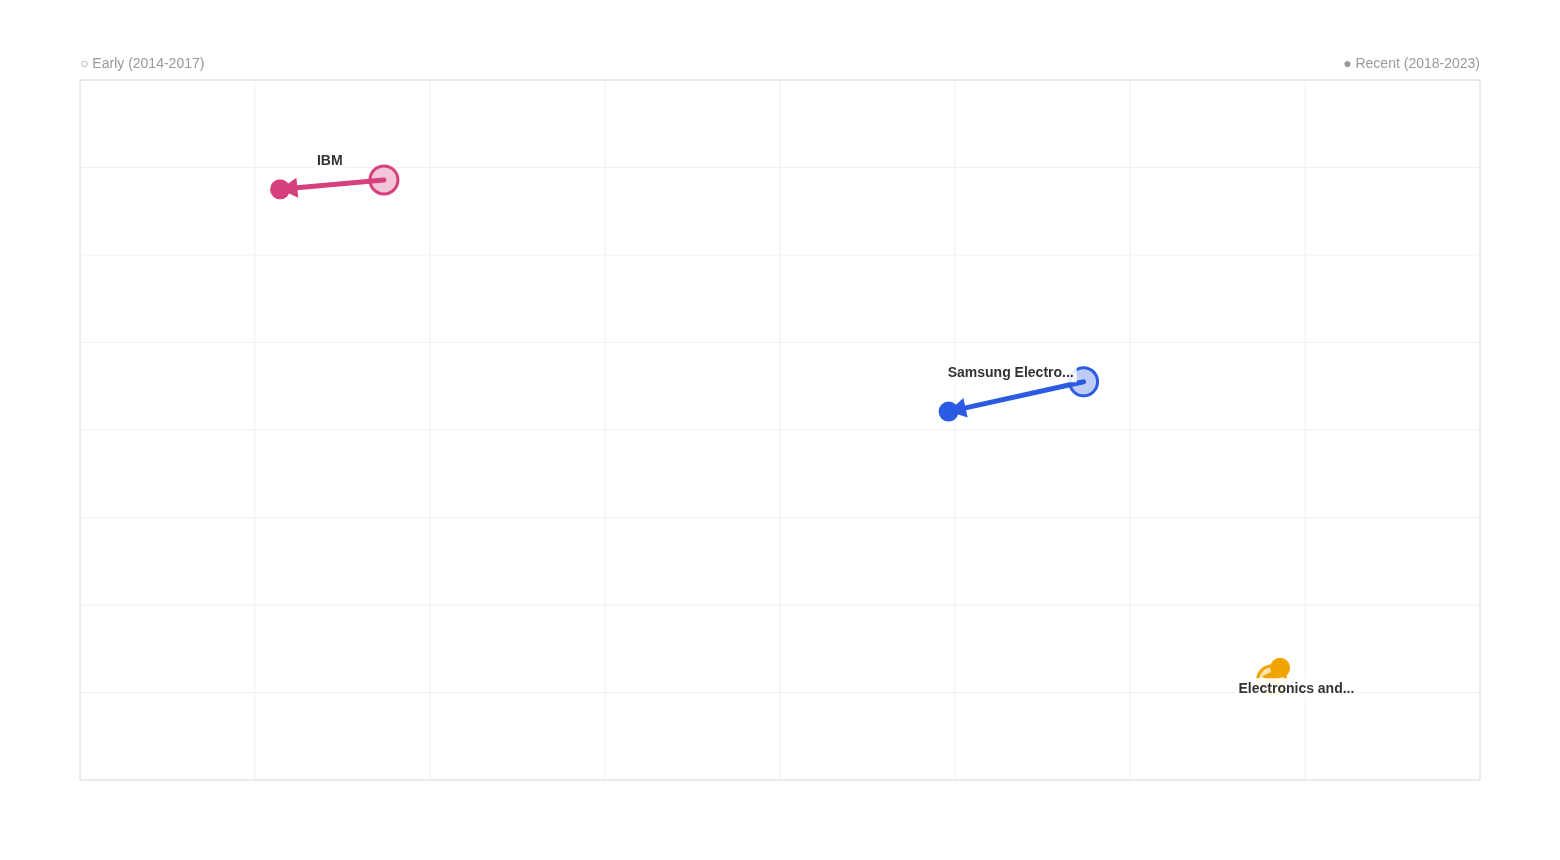 ○ Early (2014-2017)
● Recent (2018-2023)
IBM
Samsung Electro...
Electronics and...